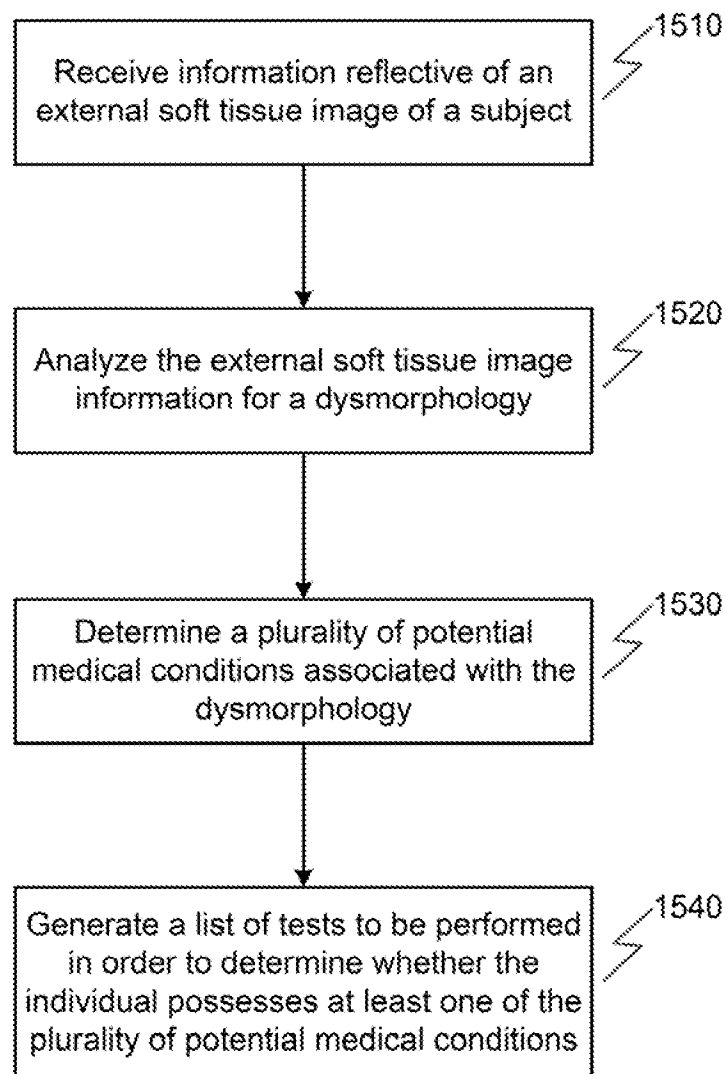 1510
Receive information reflective of an
external soft tissue image of a subject
1520
Analyze the external soft tissue image
information for a dysmorphology
1530
Determine a plurality of potential
medical conditions associated with the
dysmorphology
1540
Generate a list of tests to be performed
in order to determine whether the
individual possesses at least one of the
plurality of potential medical conditions